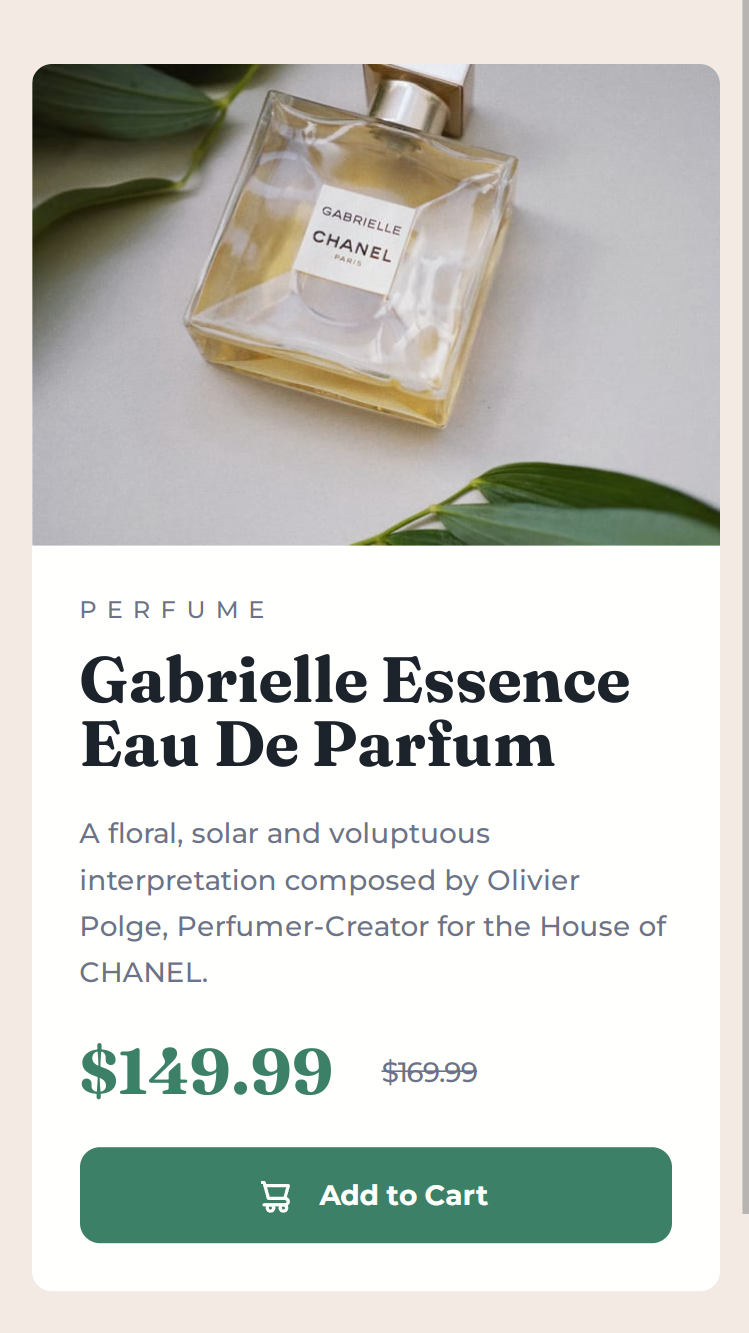 GABRIELLE
CHANEL
PARIS
PERFUME
Gabrielle Essence
Eau De Parfum
A floral, solar and voluptuous
interpretation composed by Olivier
Polge, Perfumer-Creator for the House of
CHANEL.
$149.99 $169.99
Add to Cart